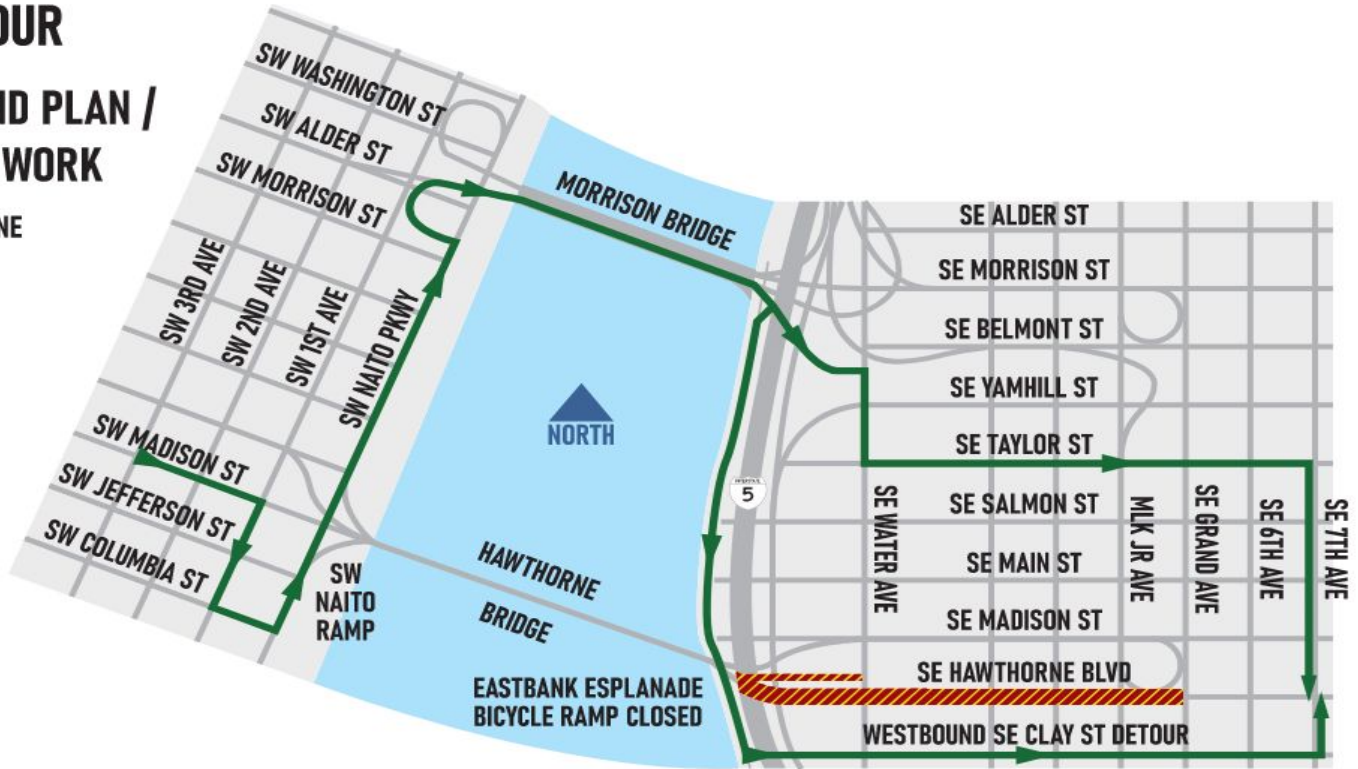 OUR
ND PLAN /
WORK
NE
SW WASHINGTON ST
SW ALDER ST
SW MORRISON ST
SW 3RD AVE
SW 2ND AVE
SW 1ST AVE
SW NAITO PKWY
SW MADISON ST
SW JEFFERSON ST
SW COLUMBIA ST
SW
NAITO
RAMP
MORRISON BRIDGE
NORTH
HAWTHORNE
BRIDGE
EASTBANK ESPLANADE
BICYCLE RAMP CLOSED
INTERSTATE
5
SE ALDER ST
SE MORRISON ST
SE BELMONT ST
SE YAMHILL ST
SE TAYLOR ST
SE SALMON ST
SE MAIN ST
SE MADISON ST
SE HAWTHORNE BLVD
WESTBOUND SE CLAY ST DETOUR
SE WATER AVE
MLK JR AVE
SE GRAND AVE
SE 6TH AVE
SE 7TH AVE